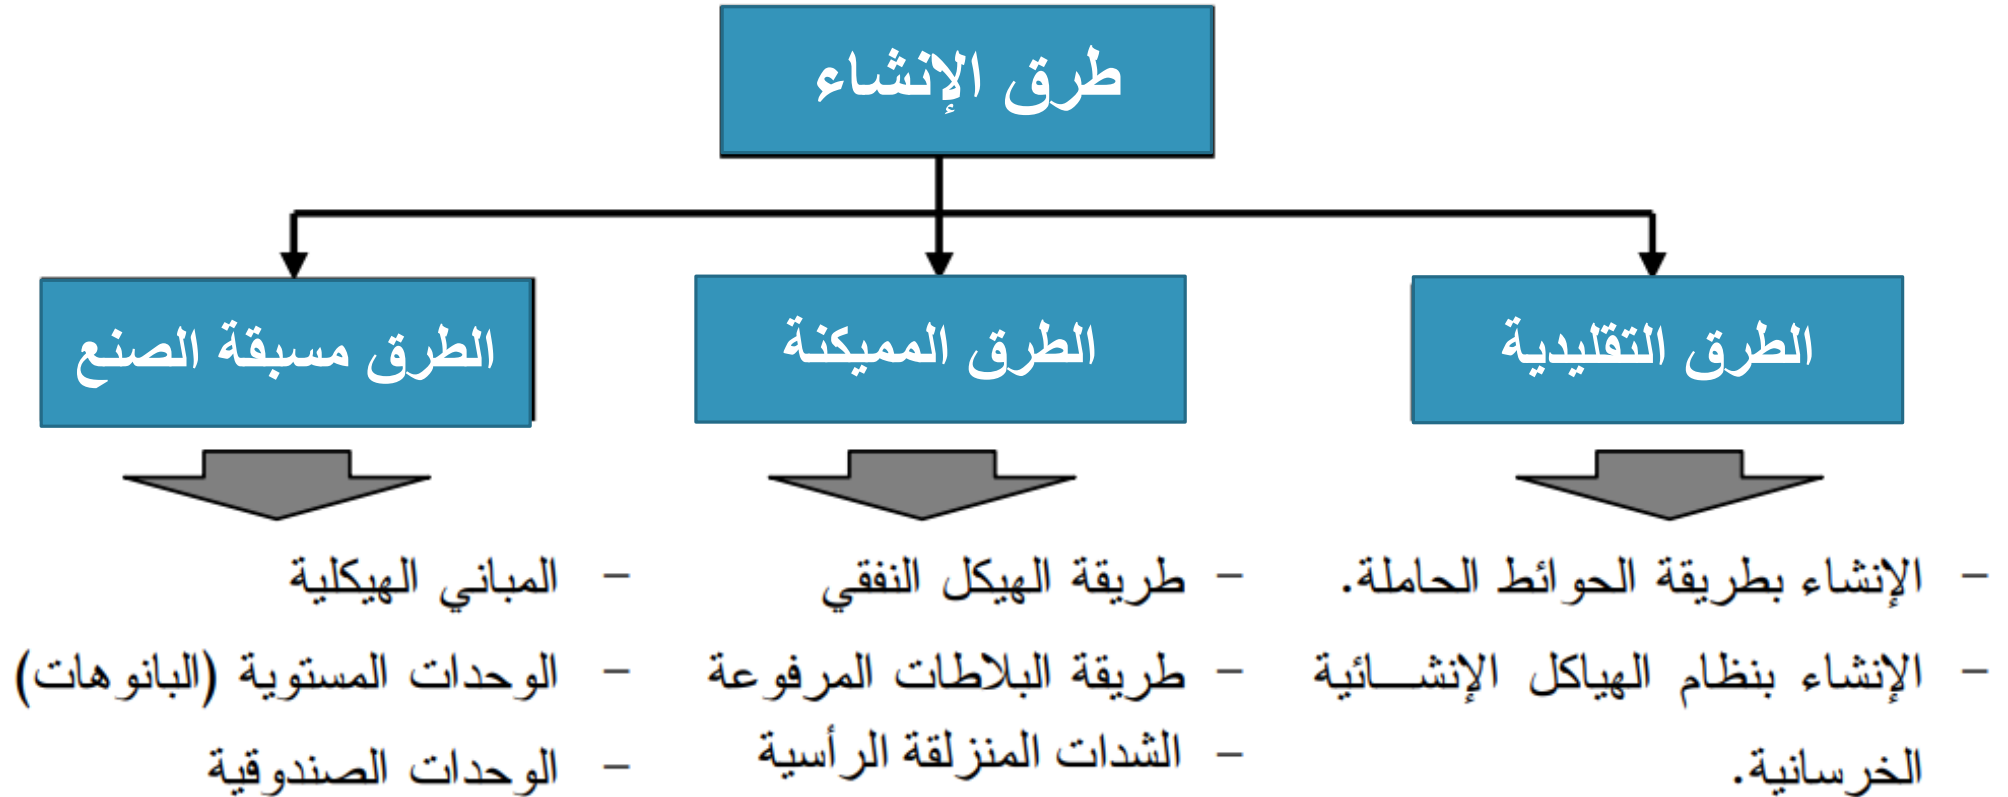 طرق الإنشاء
الطرق التقليدية
الطرق المميكنة
الطرق مسبقة الصنع
- الإنشاء بطريقة الحوائط الحاملة.
- الإنشاء بنظام الهياكل الإنشــائية
الخرسانية.
- طريقة الهيكل النفقي
- طريقة البلاطات المرفوعة
- الشدات المنزلقة الرأسية
- المباني الهيكلية
- الوحدات المستوية (البانوهات)
- الوحدات الصندوقية